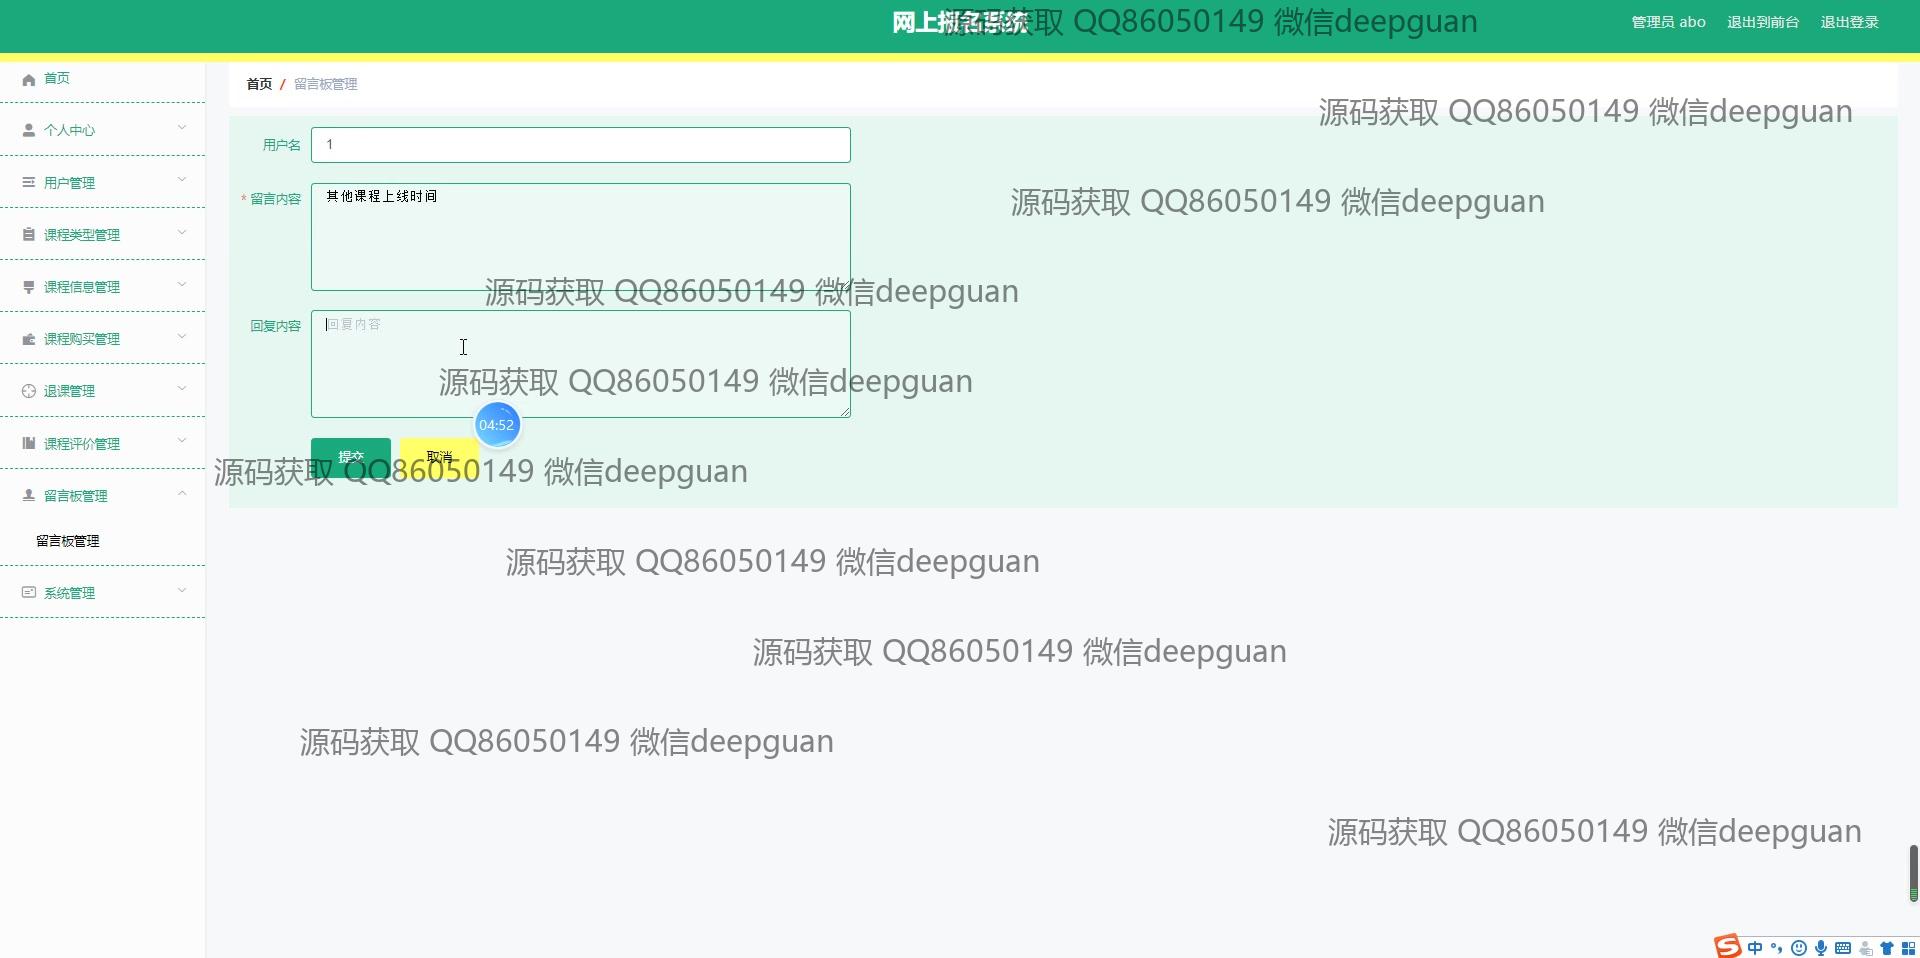 网上报名系统
源码获取 QQ86050149 微信deepguan
管理员 abo
退出到前台
退出登录
首页
首页 / 留言板管理
源码获取 QQ86050149 微信deepguan
个人中心
用户名
1
用户管理
* 留言内容
其他课程上线时间
源码获取 QQ86050149 微信deepguan
课程类型管理
课程信息管理
源码获取 QQ86050149 微信deepguan
回复内容
回复内容
课程购买管理
源码获取 QQ86050149 微信deepguan
退课管理
04:52
课程评价管理
提交
取消
源码获取 QQ86050149 微信deepguan
留言板管理
留言板管理
源码获取 QQ86050149 微信deepguan
系统管理
源码获取 QQ86050149 微信deepguan
源码获取 QQ86050149 微信deepguan
源码获取 QQ86050149 微信deepguan
中